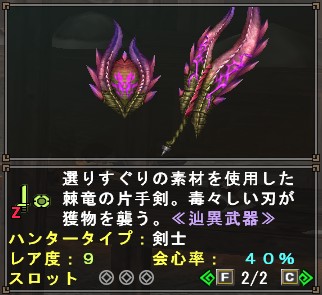 選りすぐりの素材を使用した
棘竜の片手剣。毒々しい刃が
獲物を襲う。≪辿異武器≫
Z
ハンタータイプ：剣士
レア度：９ 会心率： ４０％
スロット F 2/2 C